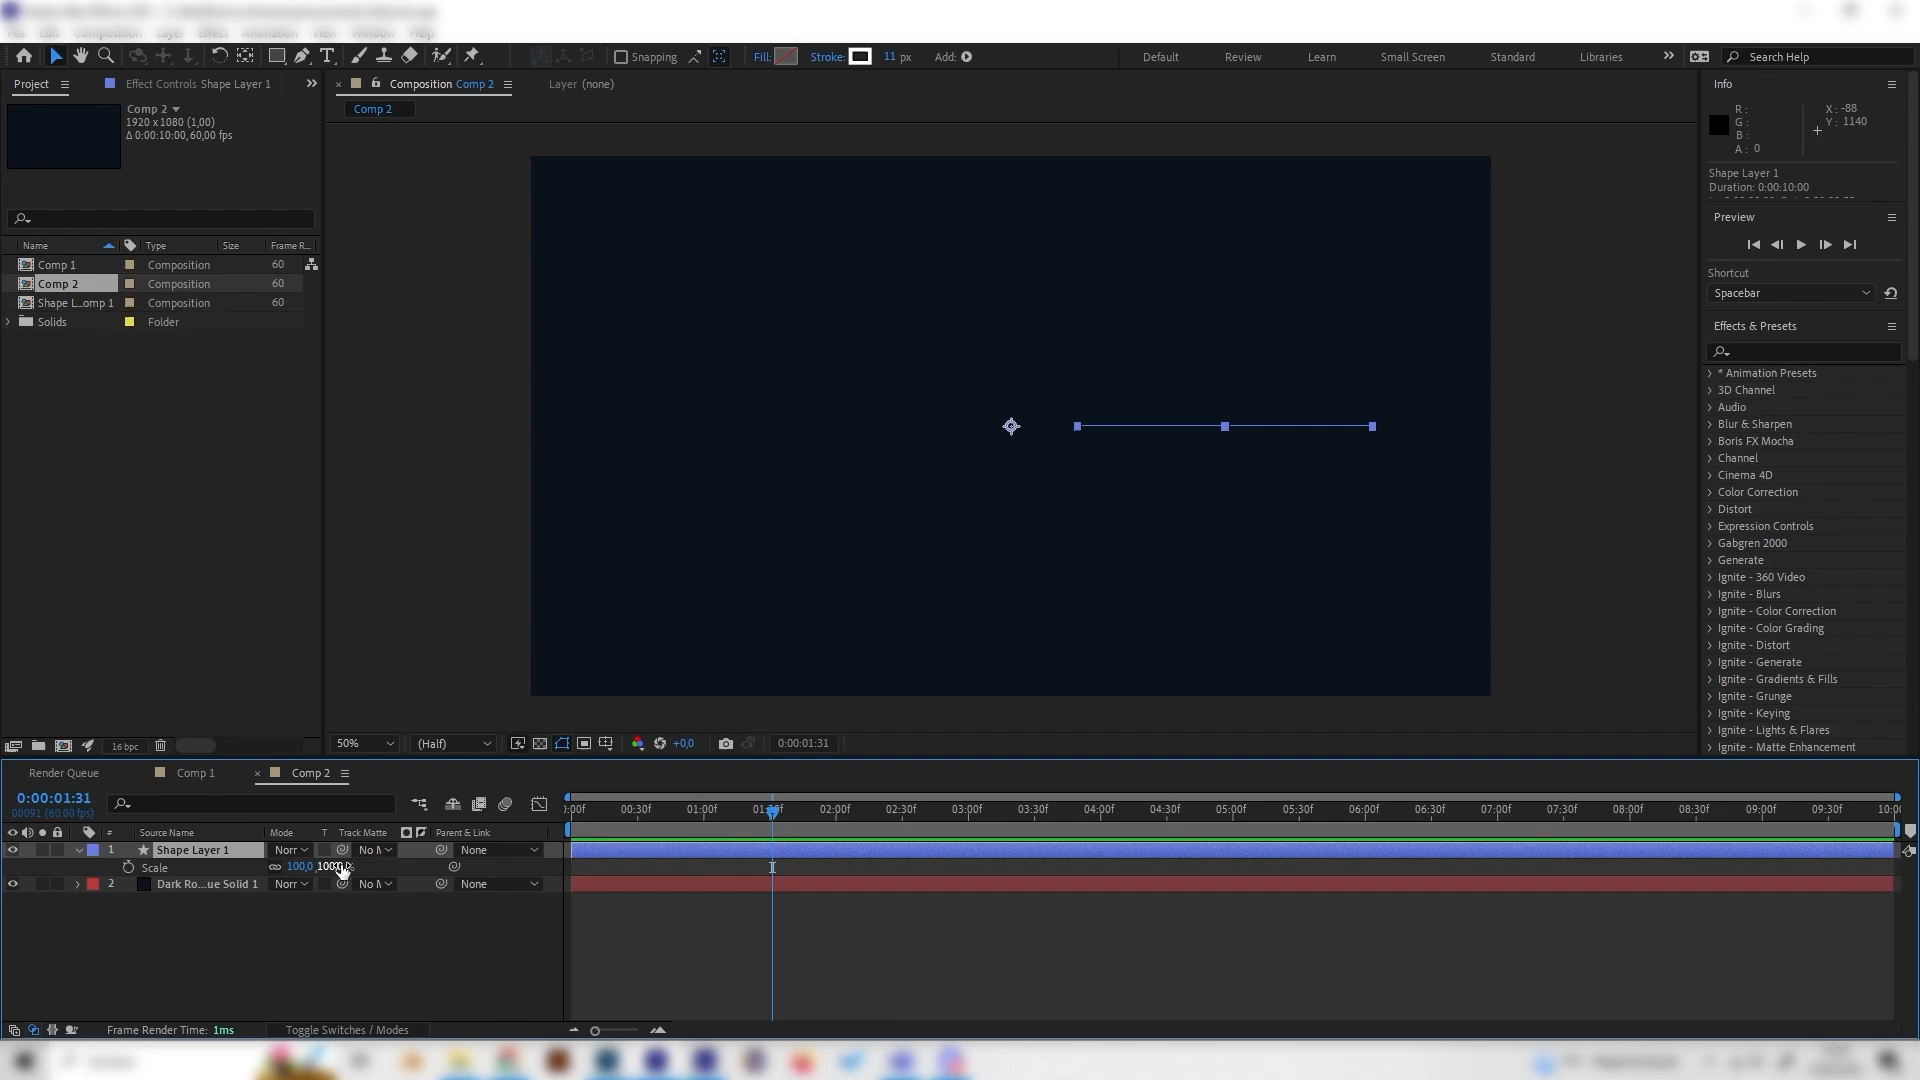 Snapping
Fill:
Stroke:
11 px
Add:
Default
Review
Learn
Small Screen
Standard
Libraries
Search Help
Project
Effect Controls Shape Layer 1
Comp 2
1920 x 1080 (1,00)
Δ 0:00:10:00, 60,00 fps
Name
Type
Size
Frame R...
Comp 1 Composition 60
Comp 2 Composition 60
Shape L...omp 1 Composition 60
Solids Folder
16 bpc
Composition Comp 2
Layer (none)
Comp 2
50%
(Half)
+0,0
0:00:01:31
Info
R :
G :
B :
A : 0
X : -88
Y : 1140
Shape Layer 1
Duration: 0:00:10:00
Preview
Shortcut
Spacebar
Effects & Presets
* Animation Presets
3D Channel
Audio
Blur & Sharpen
Boris FX Mocha
Channel
Cinema 4D
Color Correction
Distort
Expression Controls
Gabgren 2000
Generate
Ignite - 360 Video
Ignite - Blurs
Ignite - Color Correction
Ignite - Color Grading
Ignite - Distort
Ignite - Generate
Ignite - Gradients & Fills
Ignite - Grunge
Ignite - Keying
Ignite - Lights & Flares
Ignite - Matte Enhancement
Render Queue
Comp 1
Comp 2
0:00:01:31
00091 (60.00 fps)
# Source Name Mode T Track Matte Parent & Link
1 Shape Layer 1 Norr No M None
Scale 100,0
2 Dark Ro...ue Solid 1 Norr No M None
:00f 00:30f 01:00f 02:00f 02:30f 03:00f 03:30f 04:00f 04:30f 05:00f 05:30f 06:00f 06:30f 07:00f 07:30f 08:00f 08:30f 09:00f 09:30f 10:00
Frame Render Time: 1ms
Toggle Switches / Modes